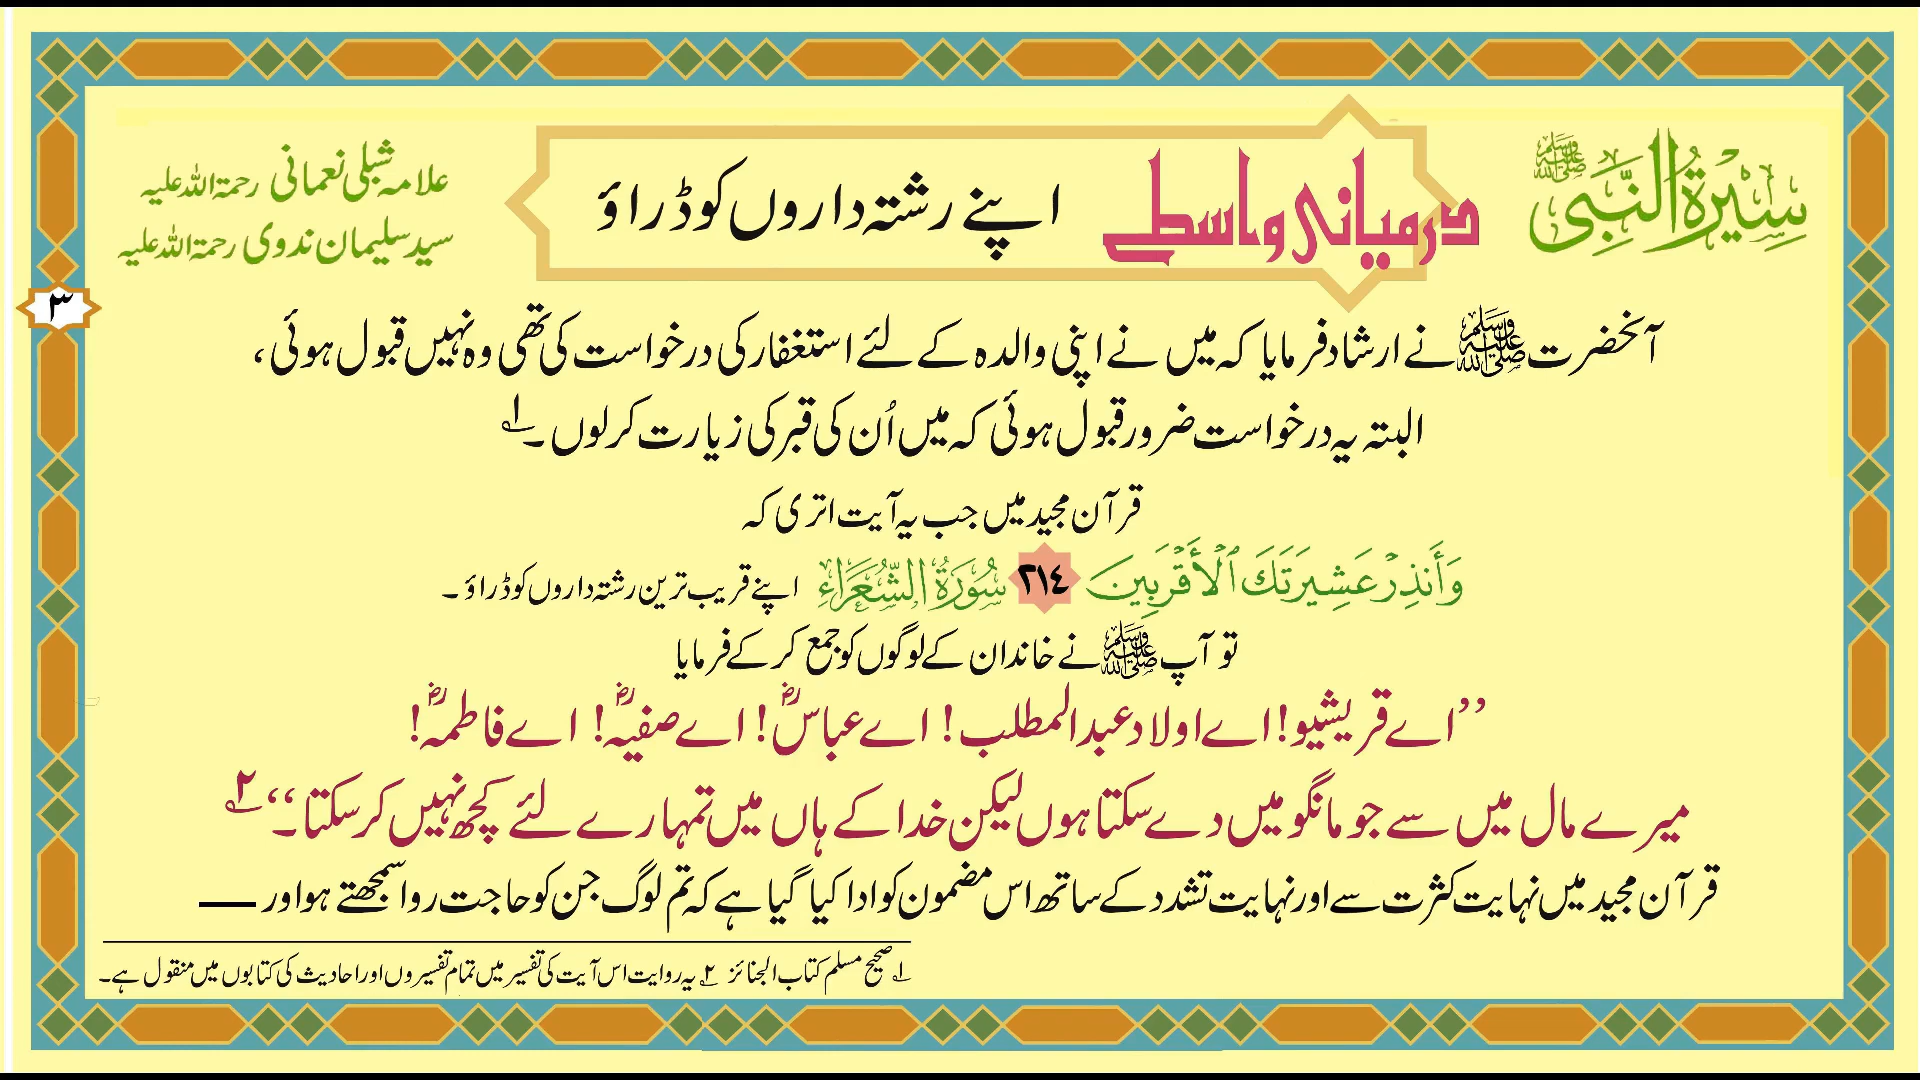 سِيْرَةُ النَّبِی ﷺ
درمیانی واسطے
اپنے رشتہ داروں کو ڈراؤ
علامہ شبلی نعمانی رحمۃ اللہ علیہ
سید سلیمان ندوی رحمۃ اللہ علیہ
۳
آنحضرت ﷺ نے ارشاد فرمایا کہ میں نے اپنی والدہ کے لئے استغفار کی درخواست کی تھی وہ نہیں قبول ہوئی،
البتہ یہ درخواست ضرور قبول ہوئی کہ میں اُن کی قبر کی زیارت کرلوں۔ ۱؎
قرآن مجید میں جب یہ آیت اتری کہ
وَأَنذِرْ عَشِيرَتَكَ الْأَقْرَبِينَ ٢١٤ سُورَةُ الشُّعَرَاءِ اپنے قریب ترین رشتہ داروں کو ڈراؤ۔
تو آپ ﷺ نے خاندان کے لوگوں کو جمع کر کے فرمایا
’’اے قریشیو! اے اولاد عبدالمطلب! اے عباسؓ! اے صفیہؓ! اے فاطمہؓ!
میرے مال میں سے جو مانگو میں دے سکتا ہوں لیکن خدا کے ہاں میں تمہارے لئے کچھ نہیں کرسکتا۔‘‘ ۲؎
قرآن مجید میں نہایت کثرت سے اور نہایت تشدد کے ساتھ اس مضمون کو ادا کیا گیا ہے کہ تم لوگ جن کو حاجت روا سمجھتے ہو اور ——
۱؎ صحیح مسلم کتاب الجنائز ۲؎ یہ روایت اس آیت کی تفسیر میں تمام تفسیروں اور احادیث کی کتابوں میں منقول ہے۔